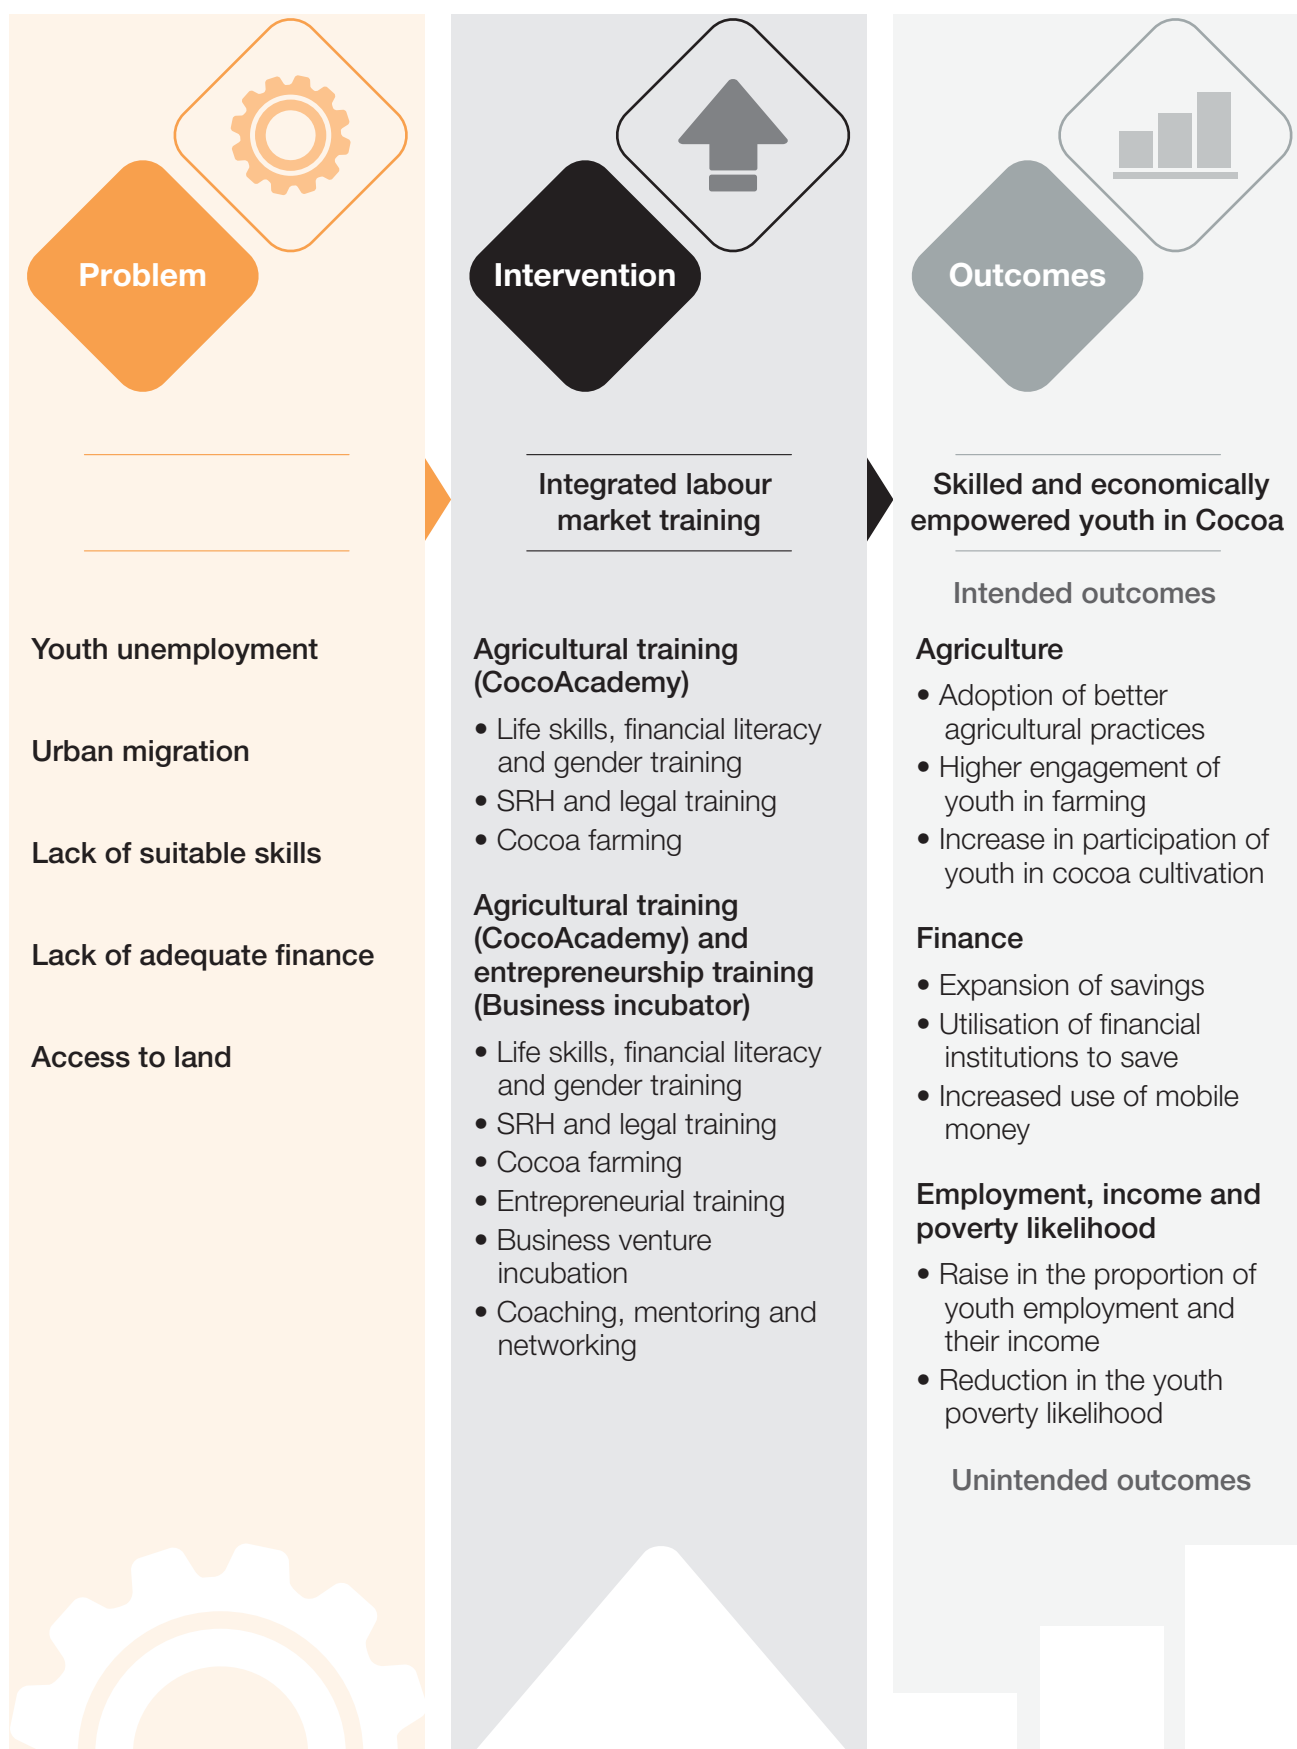 Problem
Youth unemployment
Urban migration
Lack of suitable skills
Lack of adequate finance
Access to land
Intervention
Integrated labour
market training
Agricultural training
(CocoAcademy)
• Life skills, financial literacy
and gender training
• SRH and legal training
• Cocoa farming
Agricultural training
(CocoAcademy) and
entrepreneurship training
(Business incubator)
• Life skills, financial literacy
and gender training
• SRH and legal training
• Cocoa farming
• Entrepreneurial training
• Business venture
incubation
• Coaching, mentoring and
networking
Outcomes
Skilled and economically
empowered youth in Cocoa
Intended outcomes
Agriculture
• Adoption of better
agricultural practices
• Higher engagement of
youth in farming
• Increase in participation of
youth in cocoa cultivation
Finance
• Expansion of savings
• Utilisation of financial
institutions to save
• Increased use of mobile
money
Employment, income and
poverty likelihood
• Raise in the proportion of
youth employment and
their income
• Reduction in the youth
poverty likelihood
Unintended outcomes